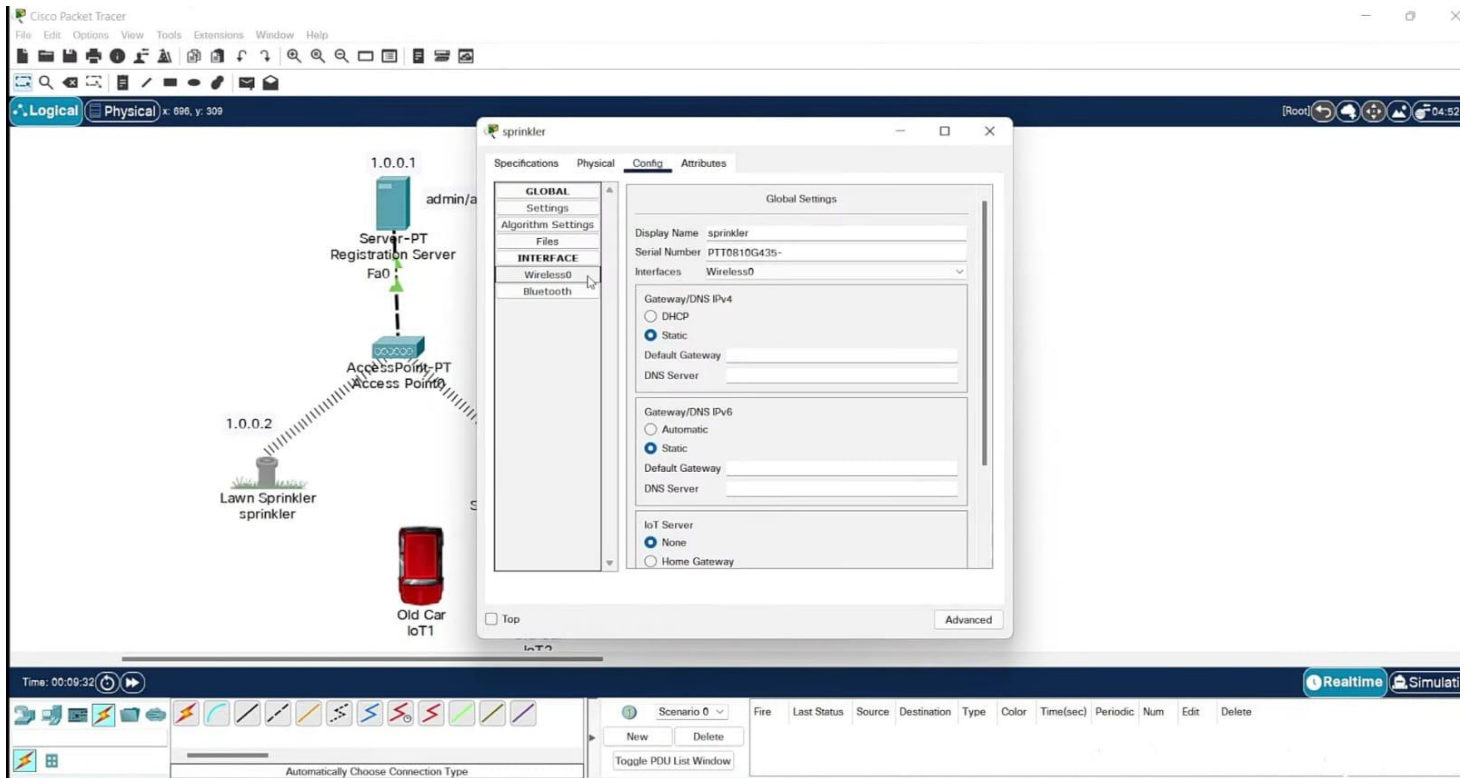 Cisco Packet Tracer
File Edit Options View Tools Extensions Window Help
Logical Physical x: 696, y: 309
[Root] 04:52
1.0.0.1
admin/a
Server-PT
Registration Server
Fa0
AccessPoint-PT
Access Point0
1.0.0.2
Lawn Sprinkler
sprinkler
Old Car
IoT1
sprinkler
Specifications Physical Config Attributes
GLOBAL
Settings
Algorithm Settings
Files
INTERFACE
Wireless0
Bluetooth
Global Settings
Display Name sprinkler
Serial Number PTT0810G435-
Interfaces Wireless0
Gateway/DNS IPv4
DHCP
Static
Default Gateway
DNS Server
Gateway/DNS IPv6
Automatic
Static
Default Gateway
DNS Server
IoT Server
None
Home Gateway
Top Advanced
IoT2
Time: 00:09:32
Realtime Simulati
Scenario 0
New Delete
Toggle PDU List Window
Fire Last Status Source Destination Type Color Time(sec) Periodic Num Edit Delete
Automatically Choose Connection Type